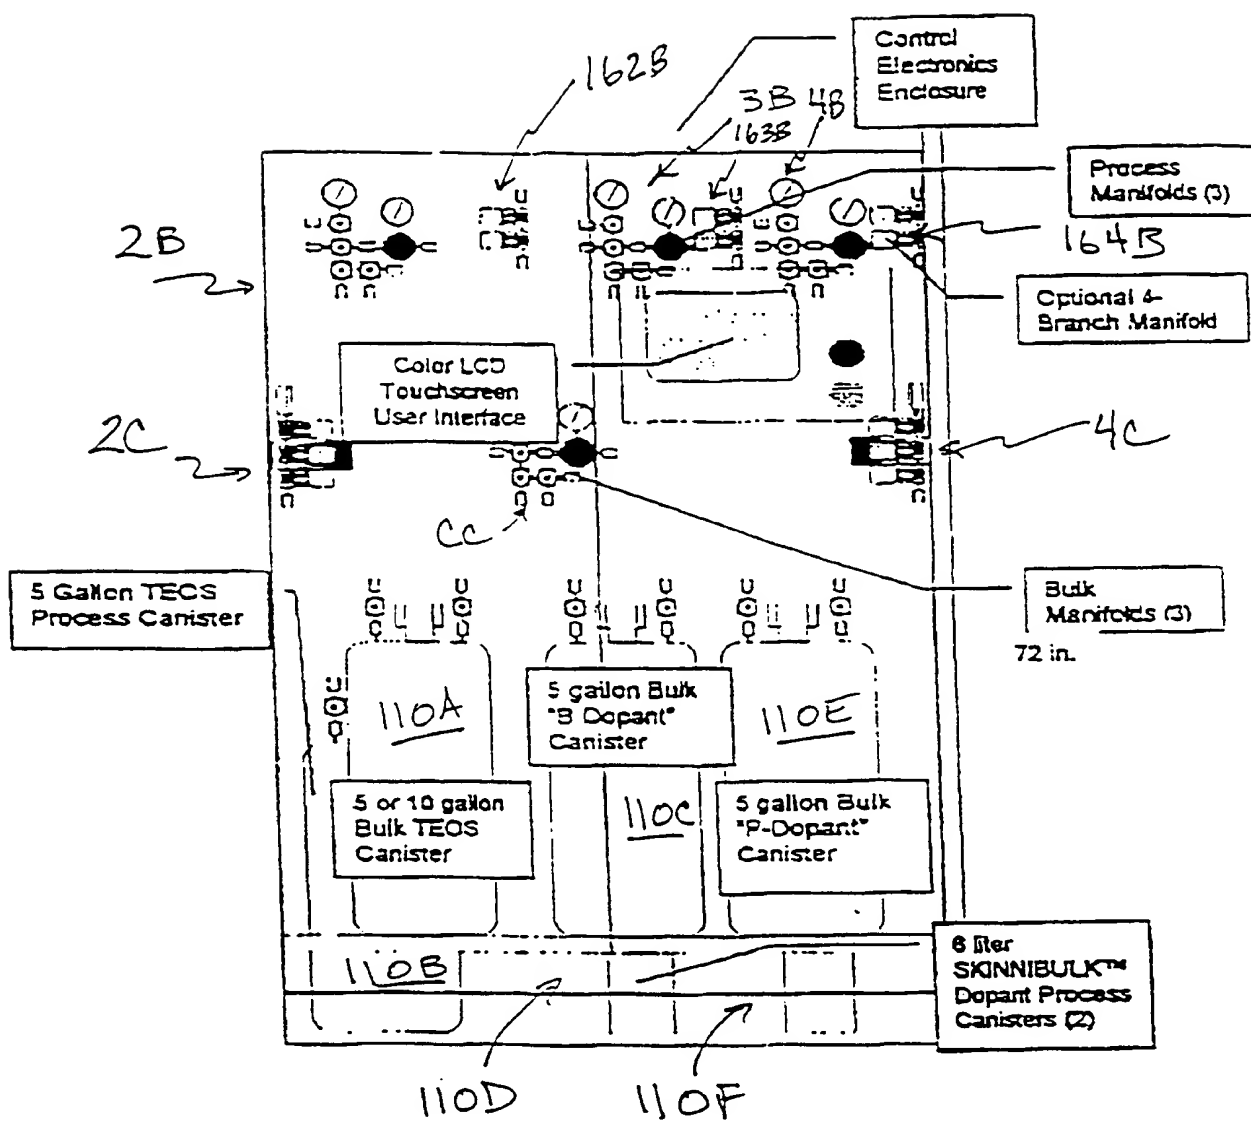 Control
Electronics
Enclosure
162B
3B
4B
163B
Process
Manifolds (3)
164B
2B
Optional 4-
Branch Manifold
Color LCD
Touchscreen
User Interface
2C
4C
CC
5 Gallon TEOS
Process Canister
Bulk
Manifolds (3)
72 in.
5 gallon Bulk
"B Dopant"
Canister
110A
110E
5 or 10 gallon
Bulk TEOS
Canister
110C
5 gallon Bulk
"P-Dopant"
Canister
6 liter
SKINNIBULK™
Dopant Process
Canisters (2)
110B
110D
110F